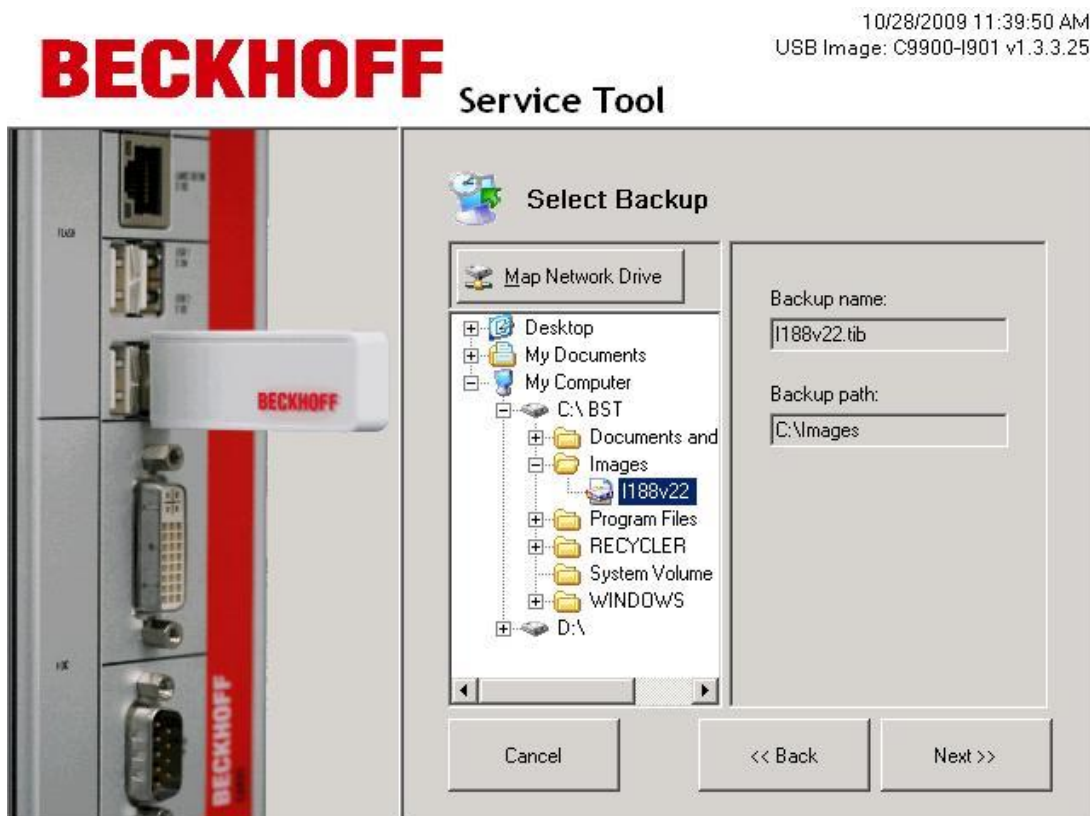 10/28/2009 11:39:50 AM
USB Image: C9900-I901 v1.3.3.25
BECKHOFF Service Tool
Select Backup
Map Network Drive
Desktop
My Documents
My Computer
C:\ BST
Documents and
Images
I188v22
Program Files
RECYCLER
System Volume
WINDOWS
D:\
Backup name:
I188v22.tib
Backup path:
C:\Images
Cancel
<< Back
Next >>
BECKHOFF
BECKHOFF